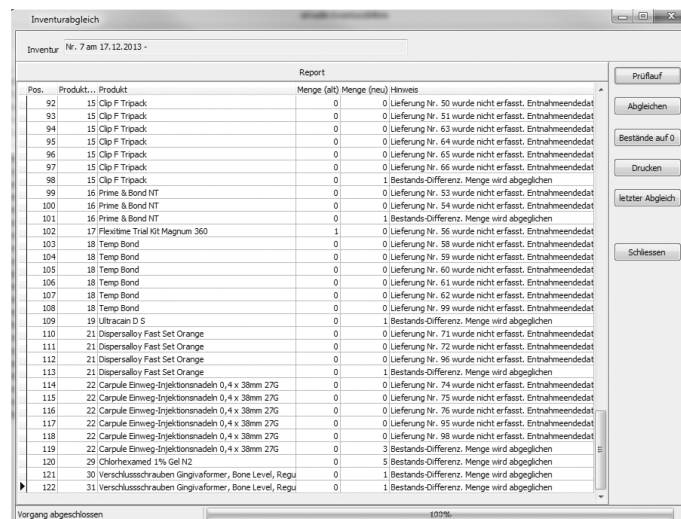 Inventurabgleich
Inventur Nr. 7 am 17.12.2013 -
Report
Pos. Produkt... Produkt Menge (alt) Menge (neu) Hinweis
92 15 Clip F Tripack 0 0 Lieferung Nr. 50 wurde nicht erfasst. Entnahmeendedat
93 15 Clip F Tripack 0 0 Lieferung Nr. 51 wurde nicht erfasst. Entnahmeendedat
94 15 Clip F Tripack 0 0 Lieferung Nr. 63 wurde nicht erfasst. Entnahmeendedat
95 15 Clip F Tripack 0 0 Lieferung Nr. 64 wurde nicht erfasst. Entnahmeendedat
96 15 Clip F Tripack 0 0 Lieferung Nr. 65 wurde nicht erfasst. Entnahmeendedat
97 15 Clip F Tripack 0 0 Lieferung Nr. 66 wurde nicht erfasst. Entnahmeendedat
98 15 Clip F Tripack 0 1 Bestands-Differenz. Menge wird abgeglichen
99 16 Prime & Bond NT 0 0 Lieferung Nr. 53 wurde nicht erfasst. Entnahmeendedat
100 16 Prime & Bond NT 0 0 Lieferung Nr. 54 wurde nicht erfasst. Entnahmeendedat
101 16 Prime & Bond NT 0 1 Bestands-Differenz. Menge wird abgeglichen
102 17 Flexitime Trial Kit Magnum 360 1 0 Lieferung Nr. 56 wurde nicht erfasst. Entnahmeendedat
103 18 Temp Bond 0 0 Lieferung Nr. 58 wurde nicht erfasst. Entnahmeendedat
104 18 Temp Bond 0 0 Lieferung Nr. 59 wurde nicht erfasst. Entnahmeendedat
105 18 Temp Bond 0 0 Lieferung Nr. 60 wurde nicht erfasst. Entnahmeendedat
106 18 Temp Bond 0 0 Lieferung Nr. 61 wurde nicht erfasst. Entnahmeendedat
107 18 Temp Bond 0 0 Lieferung Nr. 62 wurde nicht erfasst. Entnahmeendedat
108 18 Temp Bond 0 0 Lieferung Nr. 99 wurde nicht erfasst. Entnahmeendedat
109 19 Ultracain D S 0 1 Bestands-Differenz. Menge wird abgeglichen
110 21 Dispersalloy Fast Set Orange 0 0 Lieferung Nr. 71 wurde nicht erfasst. Entnahmeendedat
111 21 Dispersalloy Fast Set Orange 0 0 Lieferung Nr. 72 wurde nicht erfasst. Entnahmeendedat
112 21 Dispersalloy Fast Set Orange 0 0 Lieferung Nr. 96 wurde nicht erfasst. Entnahmeendedat
113 21 Dispersalloy Fast Set Orange 0 1 Bestands-Differenz. Menge wird abgeglichen
114 22 Carpule Einweg-Injektionsnadeln 0,4 x 38mm 27G 0 0 Lieferung Nr. 74 wurde nicht erfasst. Entnahmeendedat
115 22 Carpule Einweg-Injektionsnadeln 0,4 x 38mm 27G 0 0 Lieferung Nr. 75 wurde nicht erfasst. Entnahmeendedat
116 22 Carpule Einweg-Injektionsnadeln 0,4 x 38mm 27G 0 0 Lieferung Nr. 76 wurde nicht erfasst. Entnahmeendedat
117 22 Carpule Einweg-Injektionsnadeln 0,4 x 38mm 27G 0 0 Lieferung Nr. 95 wurde nicht erfasst. Entnahmeendedat
118 22 Carpule Einweg-Injektionsnadeln 0,4 x 38mm 27G 0 0 Lieferung Nr. 98 wurde nicht erfasst. Entnahmeendedat
119 22 Carpule Einweg-Injektionsnadeln 0,4 x 38mm 27G 0 3 Bestands-Differenz. Menge wird abgeglichen
120 29 Chlorhexamed 1% Gel N2 0 5 Bestands-Differenz. Menge wird abgeglichen
121 30 Verschlussschrauben Gingivaformer, Bone Level, Regu 0 1 Bestands-Differenz. Menge wird abgeglichen
122 31 Verschlussschrauben Gingivaformer, Bone Level, Regu 0 1 Bestands-Differenz. Menge wird abgeglichen
Prüflauf
Abgleichen
Bestände auf 0
Drucken
letzter Abgleich
Schliessen
Vorgang abgeschlossen 100%